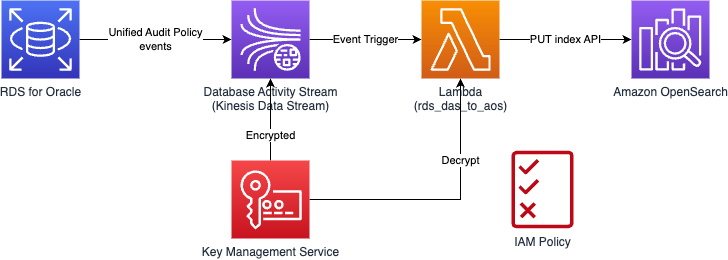 Unified Audit Policy
events
Event Trigger
PUT index API
RDS for Oracle
Database Activity Stream
(Kinesis Data Stream)
Lambda
(rds_das_to_aos)
Amazon OpenSearch
Encrypted
Decrypt
Key Management Service
IAM Policy